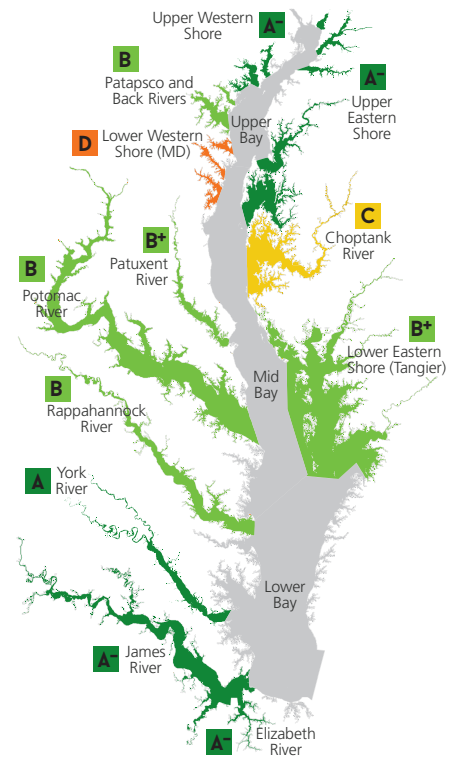 Upper Western
Shore
A-
B
Patapsco and
Back Rivers
A-
Upper
Eastern
Shore
Upper
Bay
D
Lower Western
Shore (MD)
C
Choptank
River
B+
Patuxent
River
B
Potomac
River
B+
Lower Eastern
Shore (Tangier)
Mid
Bay
B
Rappahannock
River
A
York
River
Lower
Bay
A-
James
River
A-
Elizabeth
River